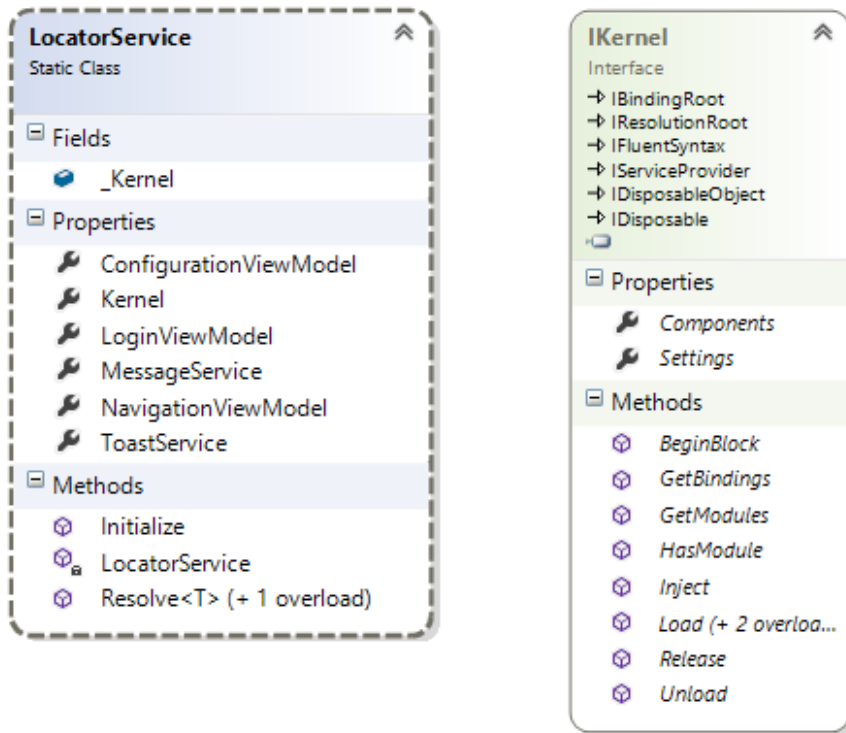 LocatorService
Static Class
Fields
_Kernel
Properties
ConfigurationViewModel
Kernel
LoginViewModel
MessageService
NavigationViewModel
ToastService
Methods
Initialize
LocatorService
Resolve<T> (+ 1 overload)
IKernel
Interface
IBindingRoot
IResolutionRoot
IFluentSyntax
IServiceProvider
IDisposableObject
IDisposable
Properties
Components
Settings
Methods
BeginBlock
GetBindings
GetModules
HasModule
Inject
Load (+ 2 overloa...
Release
Unload